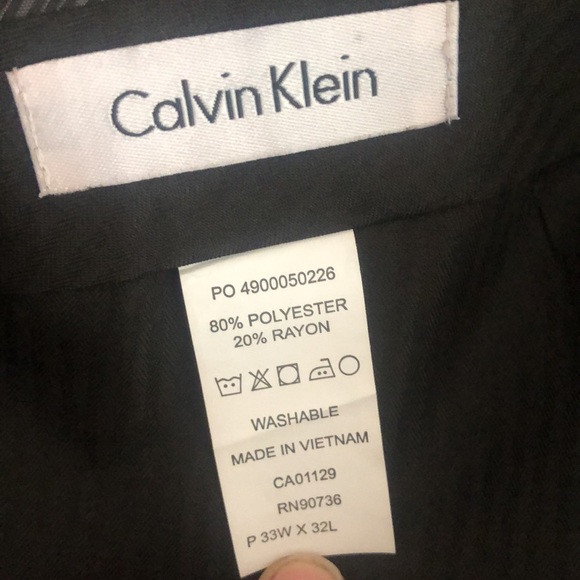 Calvin Klein
PO 4900050226
80% POLYESTER
20% RAYON
WASHABLE
MADE IN VIETNAM
CA01129
RN90736
P 33W X 32L